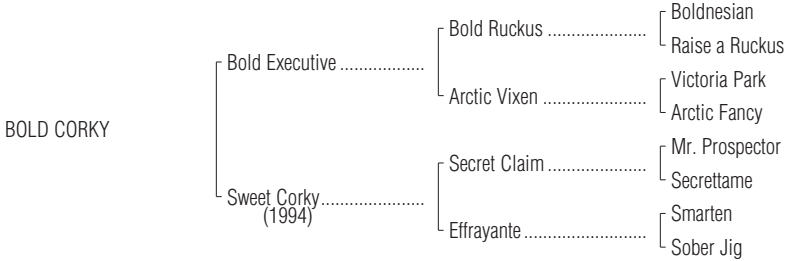 Boldnesian
Bold Ruckus ......................
Raise a Ruckus
Bold Executive ..................
Victoria Park
Arctic Vixen ......................
Arctic Fancy
BOLD CORKY
Mr. Prospector
Secret Claim .....................
Secrettame
Sweet Corky......................
(1994)
Smarten
Effrayante .........................
Sober Jig